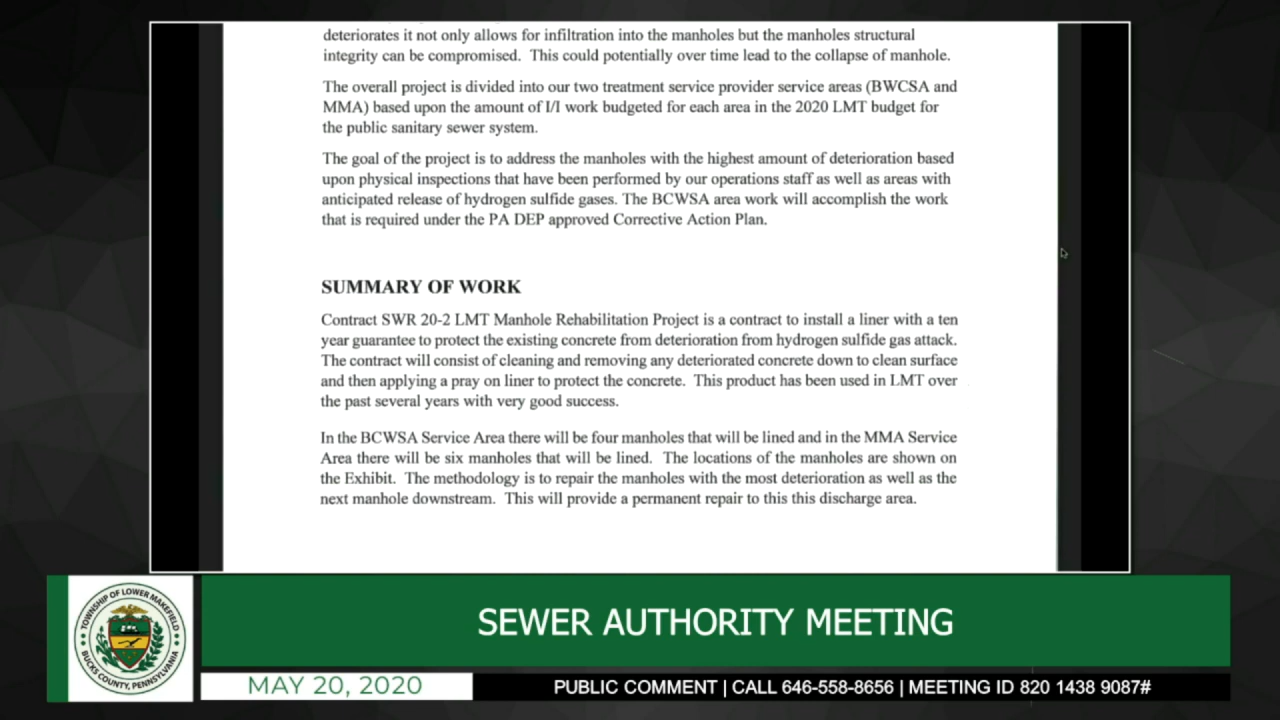 deteriorates it not only allows for infiltration into the manholes but the manholes structural
integrity can be compromised. This could potentially over time lead to the collapse of manhole.
The overall project is divided into our two treatment service provider service areas (BWCSA and
MMA) based upon the amount of I/I work budgeted for each area in the 2020 LMT budget for
the public sanitary sewer system.
The goal of the project is to address the manholes with the highest amount of deterioration based
upon physical inspections that have been performed by our operations staff as well as areas with
anticipated release of hydrogen sulfide gases. The BCWSA area work will accomplish the work
that is required under the PA DEP approved Corrective Action Plan.
SUMMARY OF WORK
Contract SWR 20-2 LMT Manhole Rehabilitation Project is a contract to install a liner with a ten
year guarantee to protect the existing concrete from deterioration from hydrogen sulfide gas attack.
The contract will consist of cleaning and removing any deteriorated concrete down to clean surface
and then applying a pray on liner to protect the concrete. This product has been used in LMT over
the past several years with very good success.
In the BCWSA Service Area there will be four manholes that will be lined and in the MMA Service
Area there will be six manholes that will be lined. The locations of the manholes are shown on
the Exhibit. The methodology is to repair the manholes with the most deterioration as well as the
next manhole downstream. This will provide a permanent repair to this this discharge area.
TOWNSHIP OF LOWER MAKEFIELD
BUCKS COUNTY, PENNSYLVANIA
SEWER AUTHORITY MEETING
MAY 20, 2020
PUBLIC COMMENT | CALL 646-558-8656 | MEETING ID 820 1438 9087#